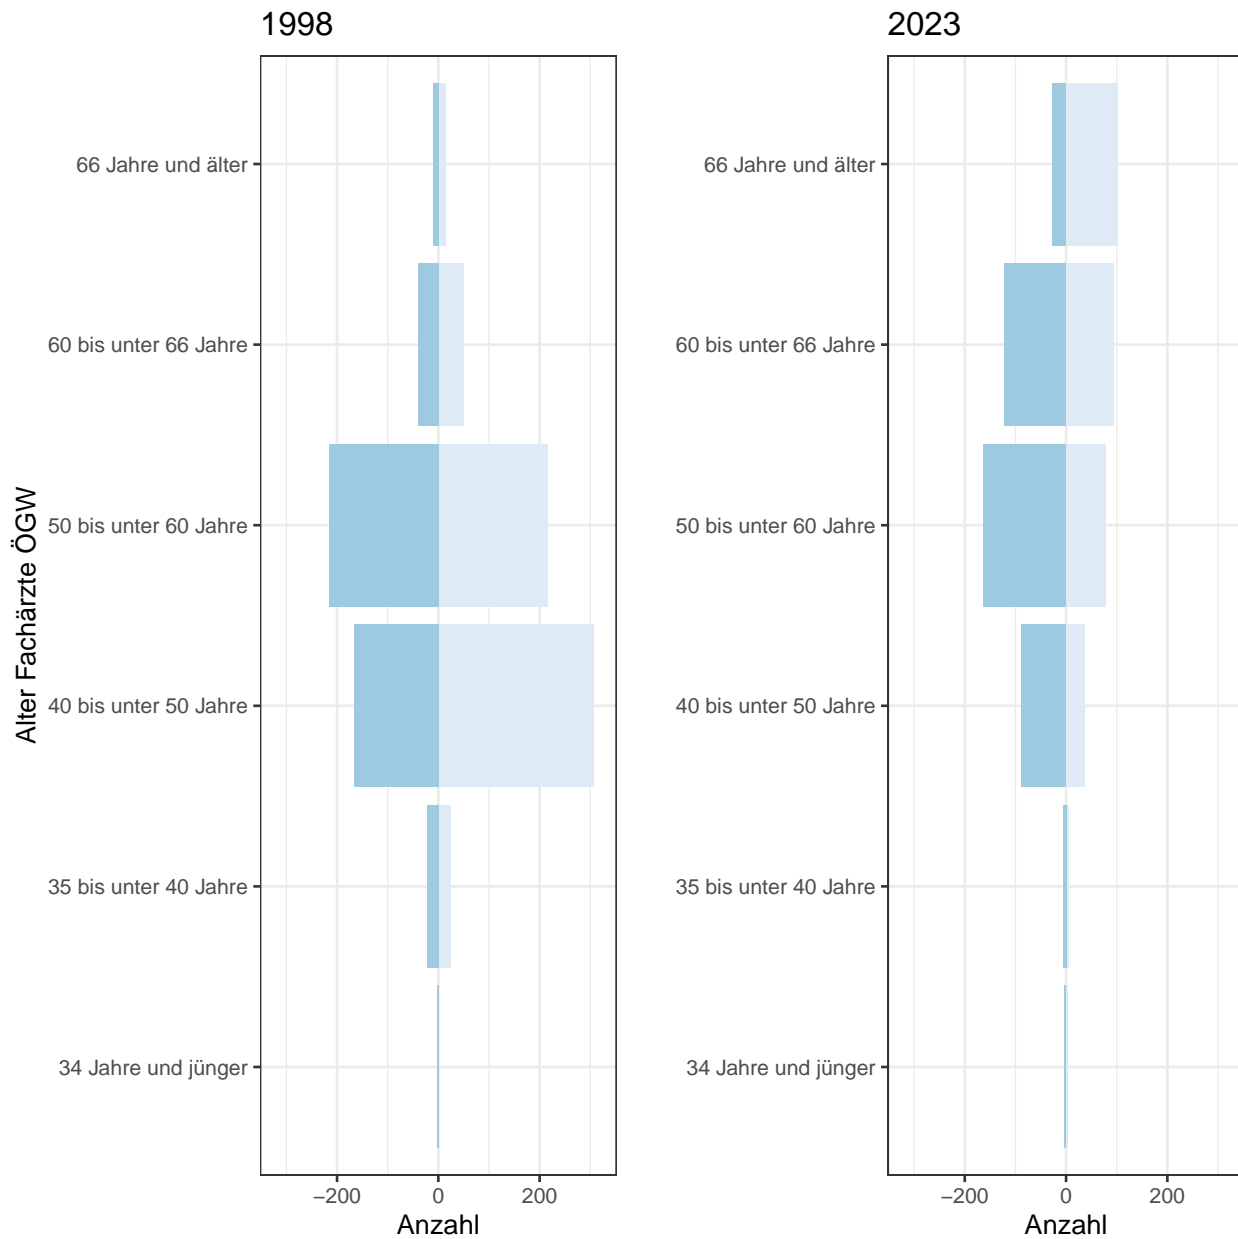 1998
66 Jahre und älter
60 bis unter 66 Jahre
50 bis unter 60 Jahre
40 bis unter 50 Jahre
35 bis unter 40 Jahre
34 Jahre und jünger
Alter Fachärzte ÖGW
−200 0 200
Anzahl
2023
66 Jahre und älter
60 bis unter 66 Jahre
50 bis unter 60 Jahre
40 bis unter 50 Jahre
35 bis unter 40 Jahre
34 Jahre und jünger
−200 0 200
Anzahl